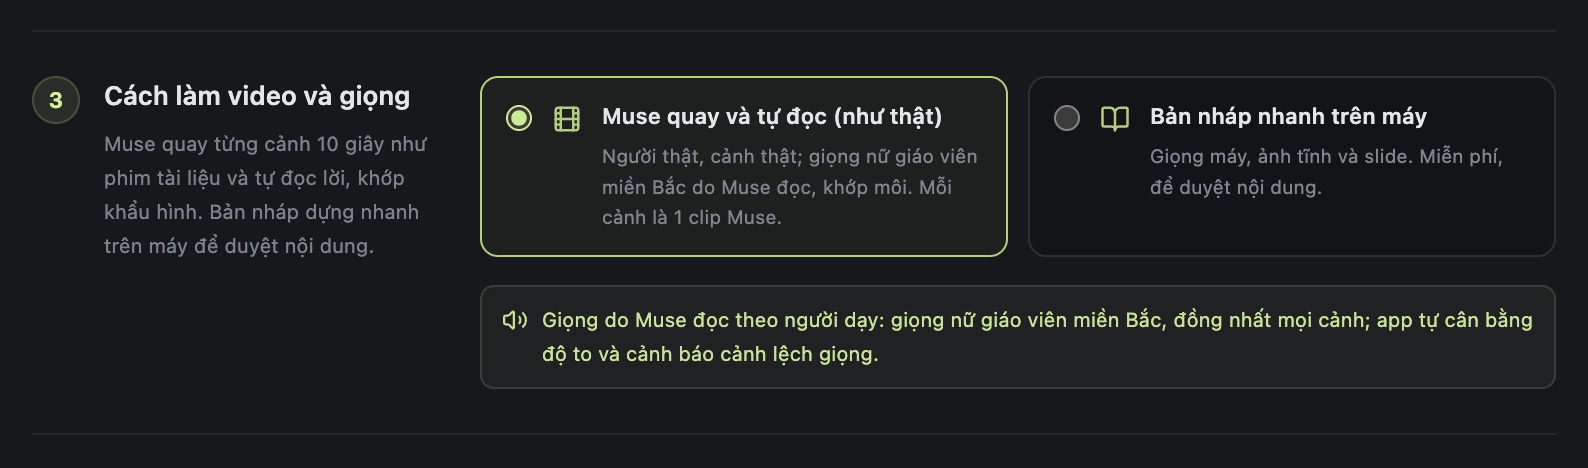 3
Cách làm video và giọng
Muse quay từng cảnh 10 giây như
phim tài liệu và tự đọc lời, khớp
khẩu hình. Bản nháp dựng nhanh
trên máy để duyệt nội dung.
Muse quay và tự đọc (như thật)
Người thật, cảnh thật; giọng nữ giáo viên
miền Bắc do Muse đọc, khớp môi. Mỗi
cảnh là 1 clip Muse.
Bản nháp nhanh trên máy
Giọng máy, ảnh tĩnh và slide. Miễn phí,
để duyệt nội dung.
Giọng do Muse đọc theo người dạy: giọng nữ giáo viên miền Bắc, đồng nhất mọi cảnh; app tự cân bằng
độ to và cảnh báo cảnh lệch giọng.